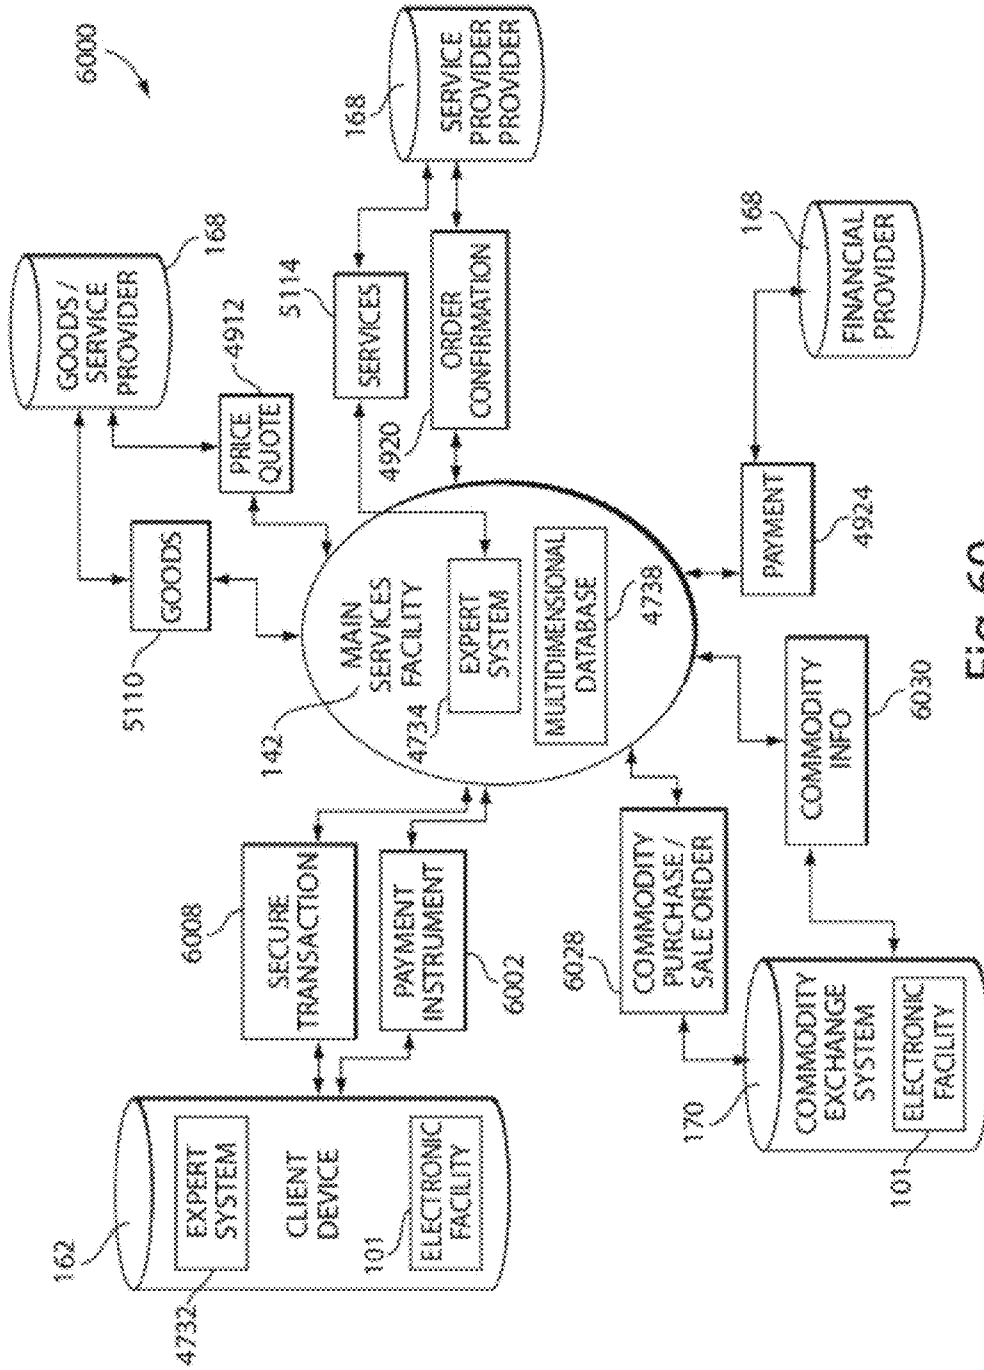 6000
162
4732
EXPERT
SYSTEM
CLIENT
DEVICE
101
ELECTRONIC
FACILITY
6008
SECURE
TRANSACTION
PAYMENT
INSTRUMENT
6002
5110
GOODS
GOODS /
SERVICE
PROVIDER
168
PRICE
QUOTE
4912
142
MAIN
SERVICES
FACILITY
4734
EXPERT
SYSTEM
MULTIDIMENSIONAL
DATABASE
4738
5114
SERVICES
4920
ORDER
CONFIRMATION
168
SERVICE
PROVIDER
PROVIDER
6028
COMMODITY
PURCHASE /
SALE ORDER
170
COMMODITY
EXCHANGE
SYSTEM
101
ELECTRONIC
FACILITY
COMMODITY
INFO
6030
PAYMENT
4924
168
FINANCIAL
PROVIDER
Fig. 60